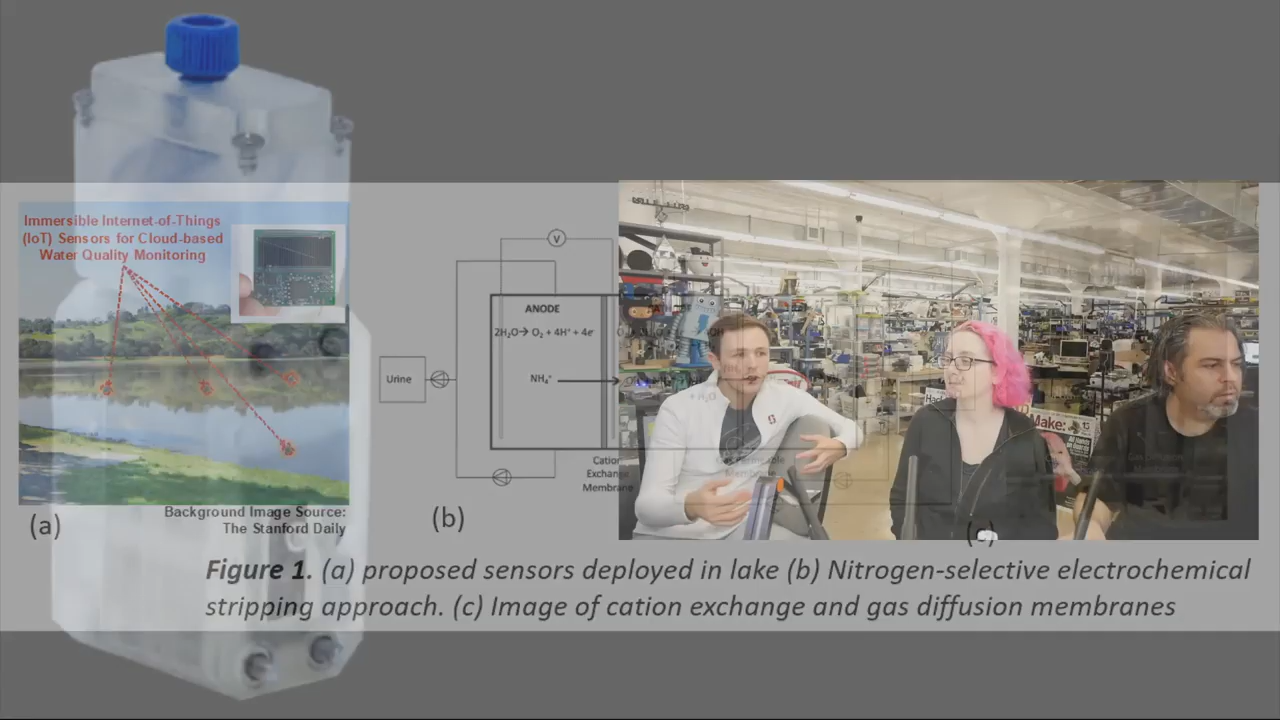 Immersible Internet-of-Things
(IoT) Sensors for Cloud-based
Water Quality Monitoring
V
ANODE
2H₂O→ O₂ + 4H⁺ + 4e⁻
Urine
NH₄⁺
+ H₂O
Cation
Exchange
Membrane
Make:
Background Image Source:
The Stanford Daily
(a)
(b)
(c)
Figure 1. (a) proposed sensors deployed in lake (b) Nitrogen-selective electrochemical
stripping approach. (c) Image of cation exchange and gas diffusion membranes